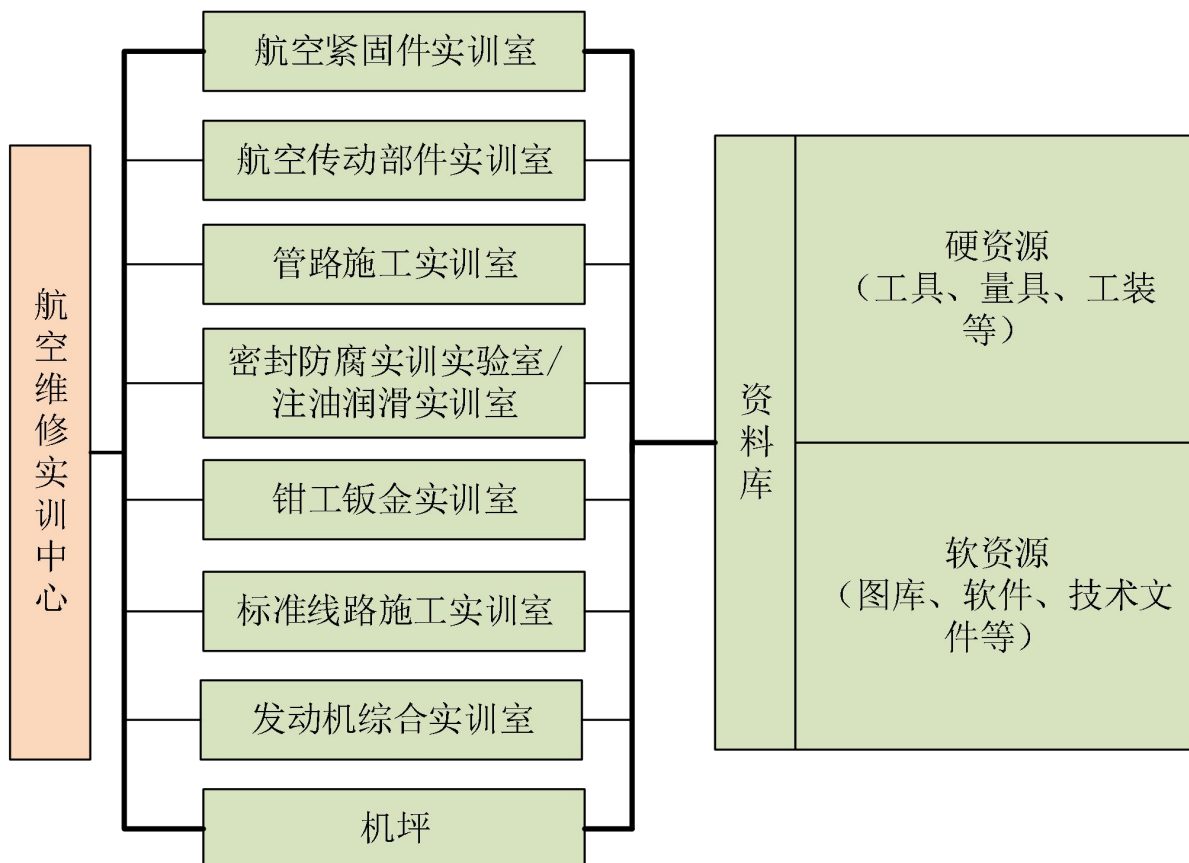 航空维修实训中心
航空紧固件实训室
航空传动部件实训室
管路施工实训室
密封防腐实训实验室/
注油润滑实训室
钳工钣金实训室
标准线路施工实训室
发动机综合实训室
机坪
资料库
硬资源
（工具、量具、工装
等）
软资源
（图库、软件、技术文
件等）